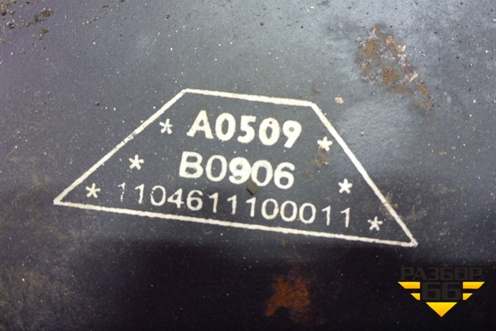 * A0509 *
* B0906 *
* 1104611100011 *
РАЗБОР
66